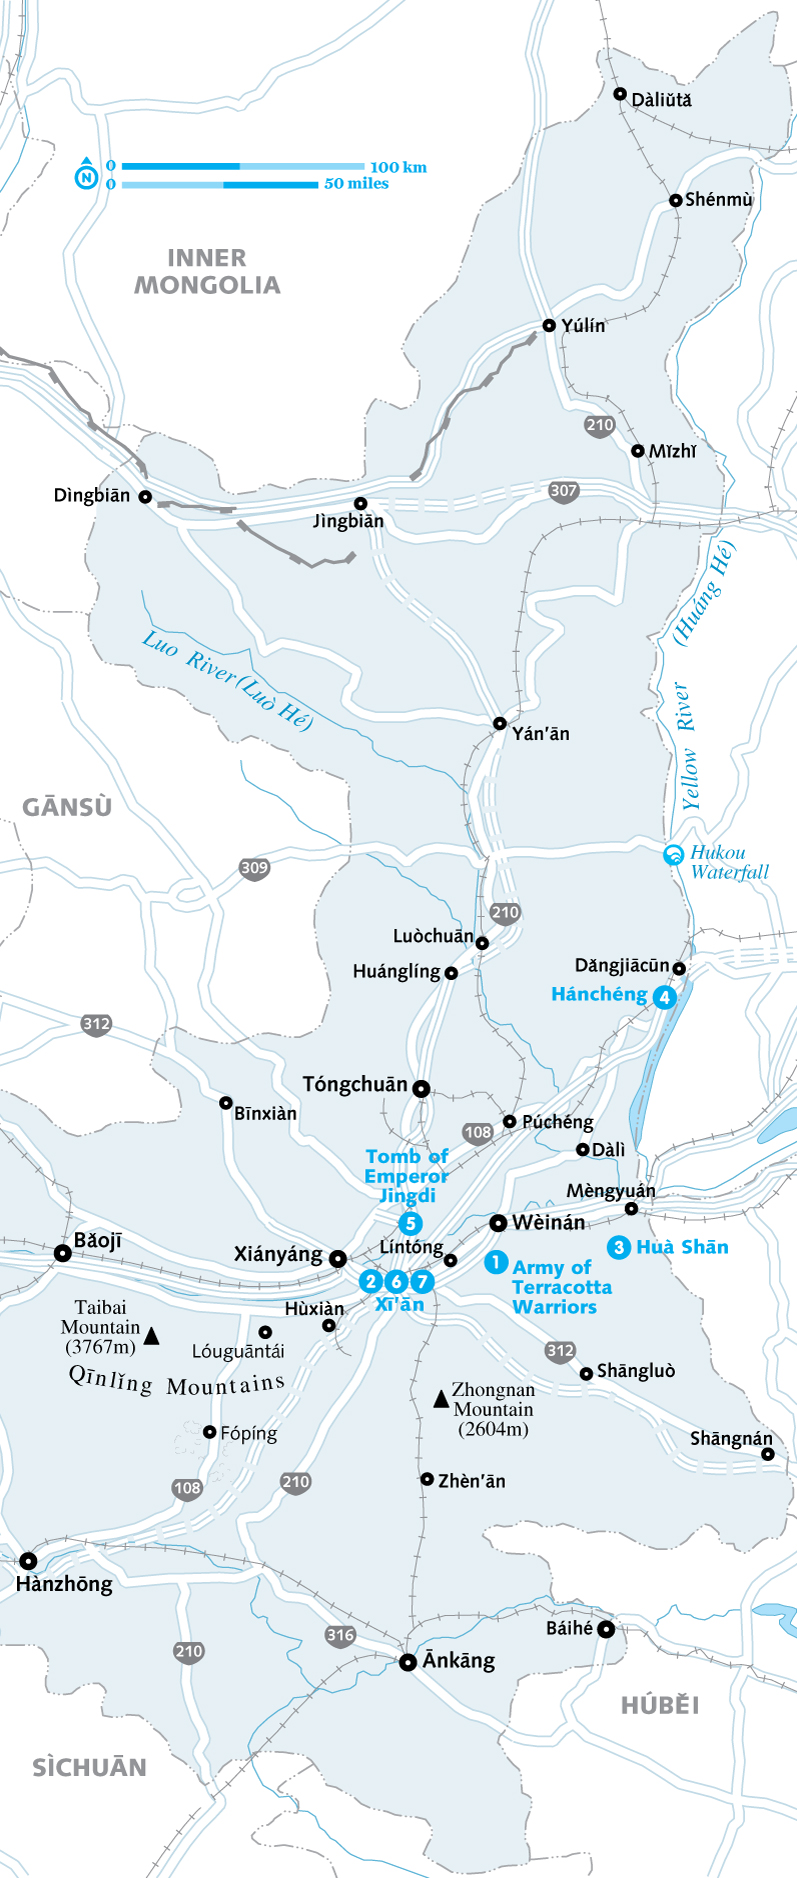 Dàliǔtǎ
0 100 km
N
0 50 miles
Shénmù
INNER
MONGOLIA
Yúlín
210
Mǐzhǐ
Dìngbiān
307
Jìngbiān
(Huáng Hé)
Luo River (Luò Hé)
Yellow River
Yán'ān
GĀNSÙ
Hukou
Waterfall
309
210
Luòchuān
Huánglíng
Dǎngjiācūn
Hánchéng 4
312
Tóngchuān
Bīnxiàn
Púchéng
108
Dàlì
Tomb of
Emperor
Jingdi
5
Mèngyuán
Wèinán
Bǎojī
Xiányáng
Líntóng
3 Huà Shān
1 Army of
Terracotta
Warriors
2 6 7
Xī'ān
Hùxiàn
Taibai
Mountain
(3767m)
Lóuguāntái
312
Shāngluò
Qīnlǐng Mountains
Zhongnan
Mountain
(2604m)
Fópíng
Shāngnán
108
210
Zhèn'ān
Hànzhōng
316
Báihé
210
Ānkāng
HÚBĚI
SÌCHUĀN